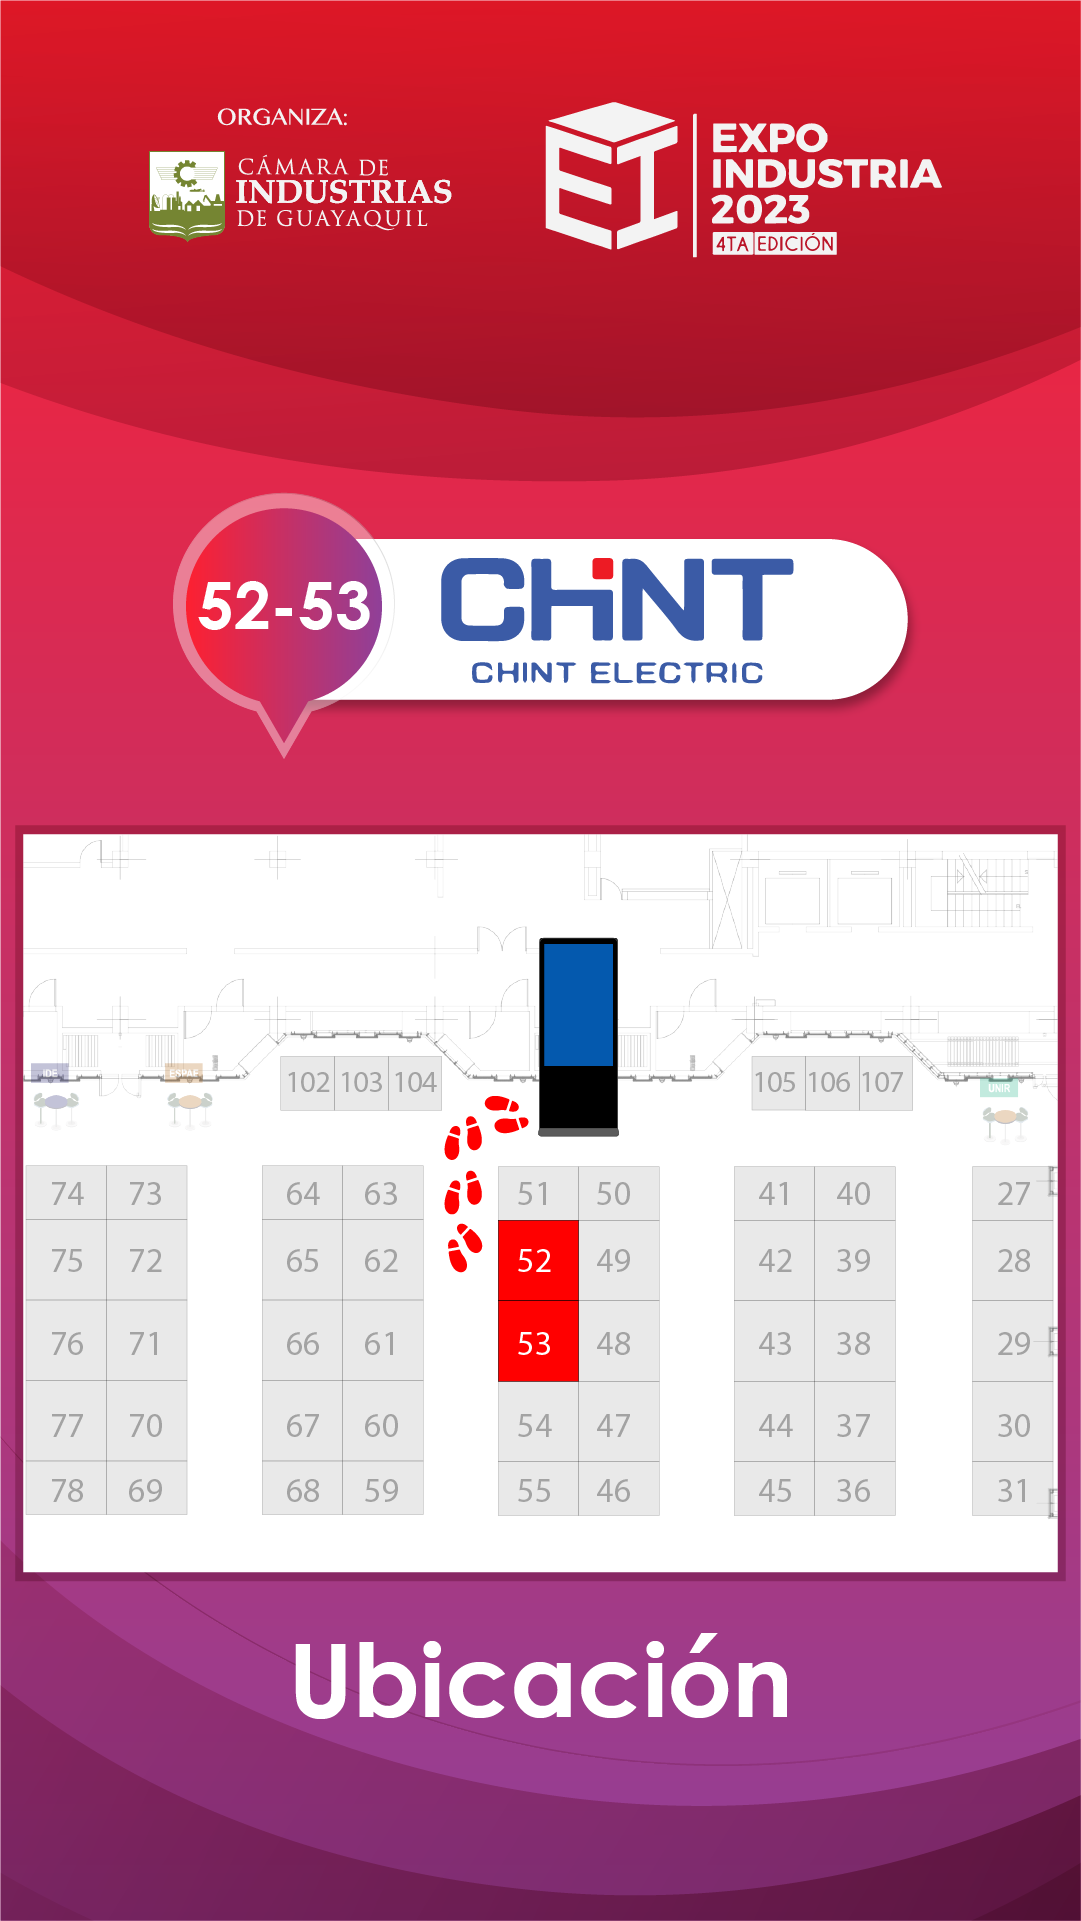 ORGANIZA:
CÁMARA DE
INDUSTRIAS
DE GUAYAQUIL
EXPO
INDUSTRIA
2023
4TA EDICIÓN
52-53
CHINT
CHINT ELECTRIC
IDE
ESPAE
102 103 104
105 106 107
UNIR
74 73 64 63 51 50 41 40 27
75 72 65 62 52 49 42 39 28
76 71 66 61 53 48 43 38 29
77 70 67 60 54 47 44 37 30
78 69 68 59 55 46 45 36 31
Ubicación